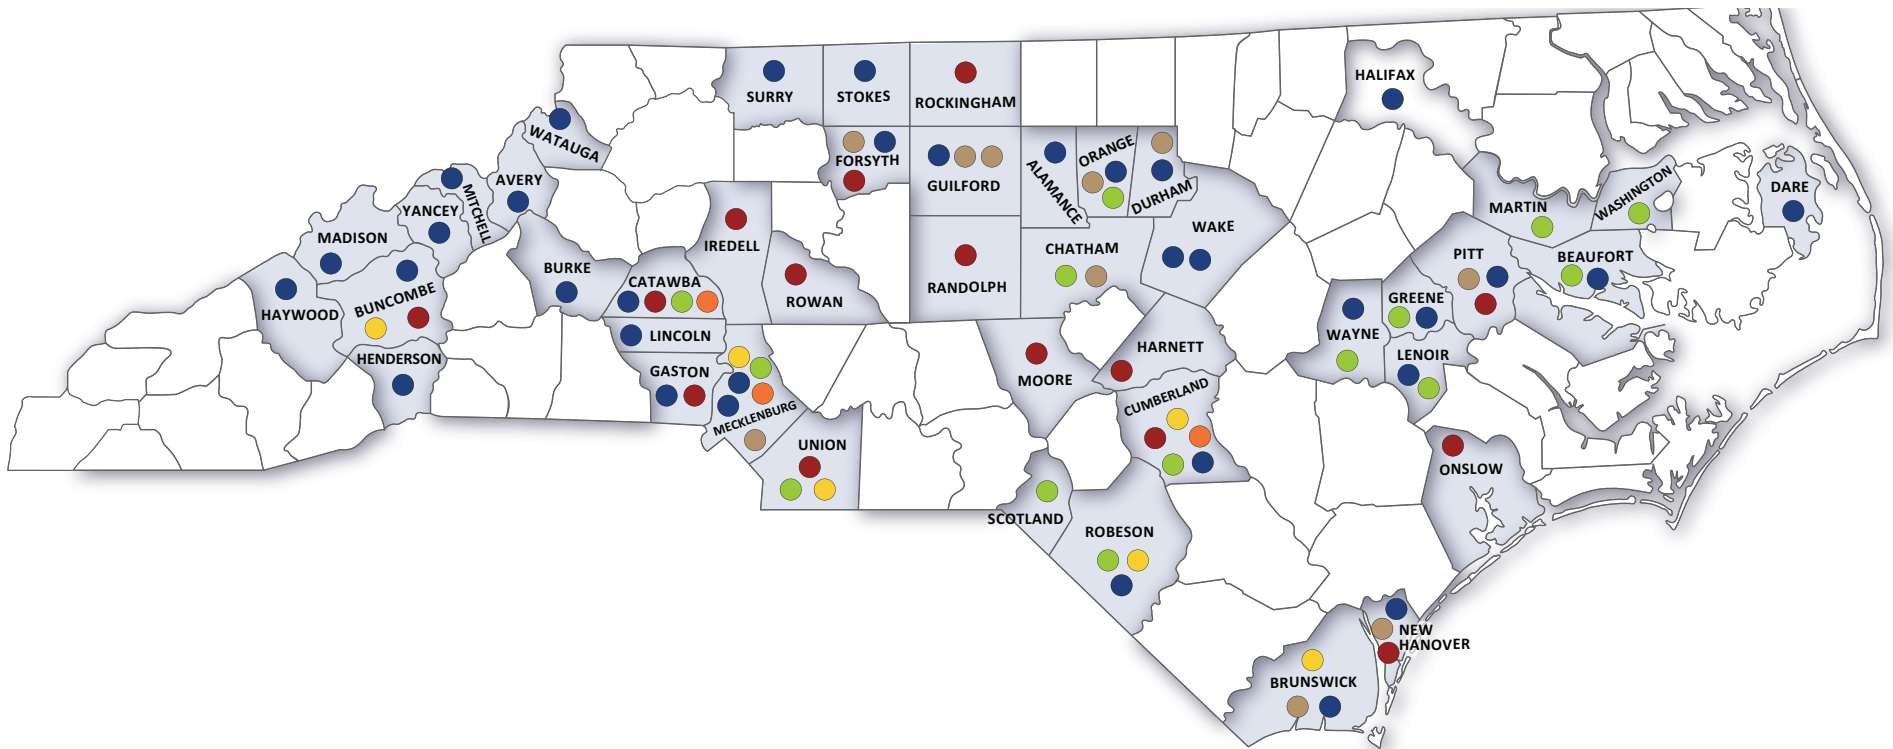 HALIFAX
SURRY
STOKES
ROCKINGHAM
WATAUGA
FORSYTH
GUILFORD
ALAMANCE
ORANGE
DURHAM
AVERY
MITCHELL
YANCEY
MADISON
DARE
WASHINGTON
MARTIN
WAKE
IREDELL
CHATHAM
PITT
BEAUFORT
BURKE
CATAWBA
ROWAN
RANDOLPH
BUNCOMBE
HAYWOOD
GREENE
WAYNE
LINCOLN
HARNETT
LENOIR
HENDERSON
GASTON
MOORE
CUMBERLAND
MECKLENBURG
UNION
ONSLOW
SCOTLAND
ROBESON
NEW
HANOVER
BRUNSWICK